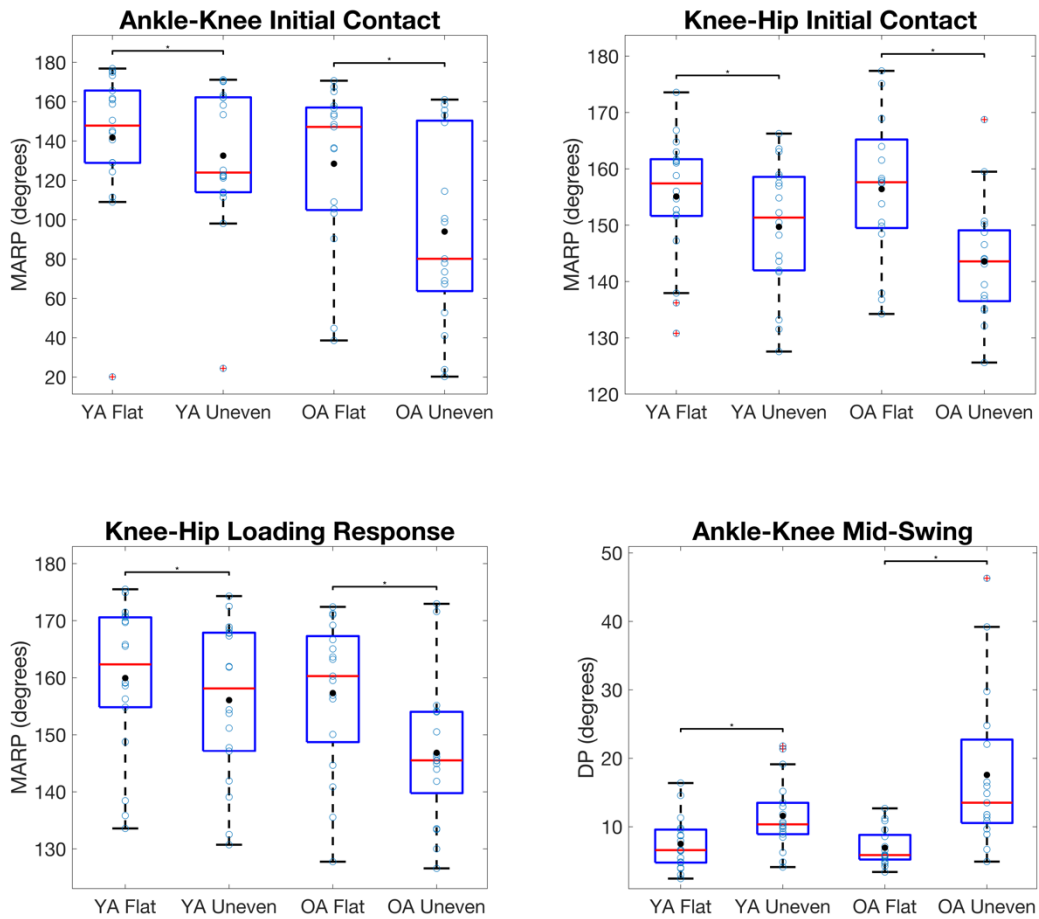 Ankle-Knee Initial Contact
MARP (degrees)
180
160
140
120
100
80
60
40
20
*
*
YA Flat YA Uneven OA Flat OA Uneven
Knee-Hip Initial Contact
MARP (degrees)
180
170
160
150
140
130
120
*
*
YA Flat YA Uneven OA Flat OA Uneven
Knee-Hip Loading Response
MARP (degrees)
180
170
160
150
140
130
*
*
YA Flat YA Uneven OA Flat OA Uneven
Ankle-Knee Mid-Swing
DP (degrees)
50
40
30
20
10
*
*
YA Flat YA Uneven OA Flat OA Uneven